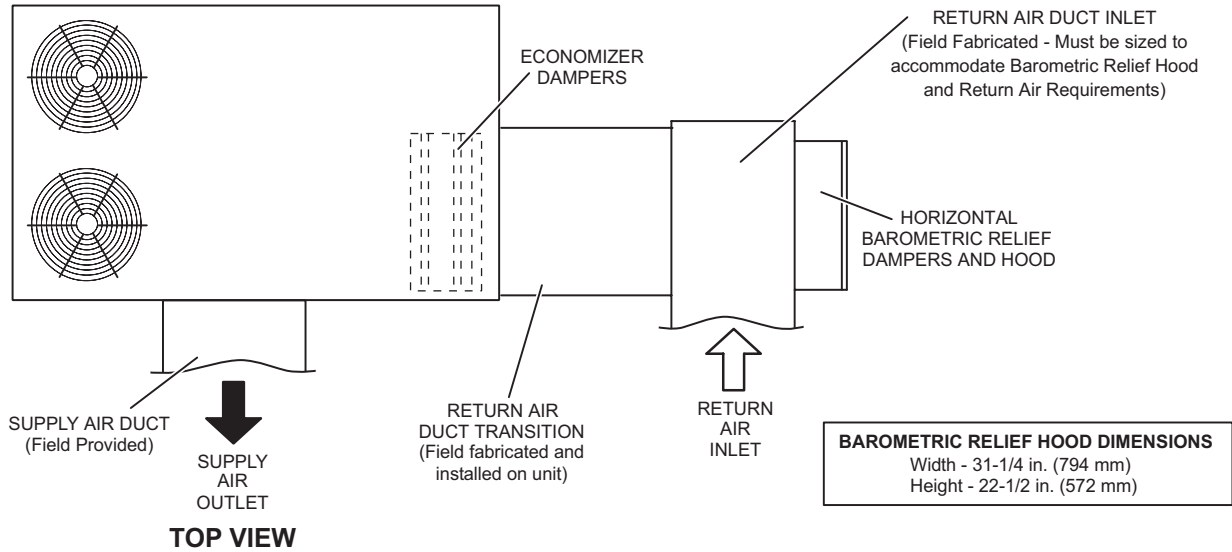 ECONOMIZER
DAMPERS
RETURN AIR DUCT INLET
(Field Fabricated - Must be sized to
accommodate Barometric Relief Hood
and Return Air Requirements)
HORIZONTAL
BAROMETRIC RELIEF
DAMPERS AND HOOD
SUPPLY AIR DUCT
(Field Provided)
SUPPLY
AIR
OUTLET
RETURN AIR
DUCT TRANSITION
(Field fabricated and
installed on unit)
RETURN
AIR
INLET
BAROMETRIC RELIEF HOOD DIMENSIONS
Width - 31-1/4 in. (794 mm)
Height - 22-1/2 in. (572 mm)
TOP VIEW